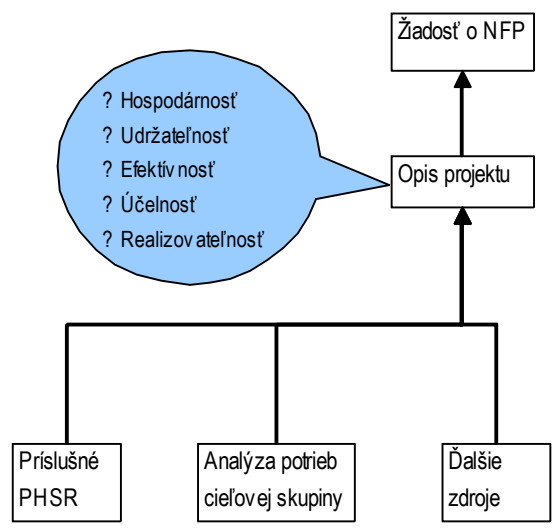 Žiadosť o NFP
? Hospodárnosť
? Udržateľnosť
? Efektívnosť
? Účelnosť
? Realizovateľnosť
Opis projektu
Príslušné
PHSR
Analýza potrieb
cieľovej skupiny
Ďalšie
zdroje